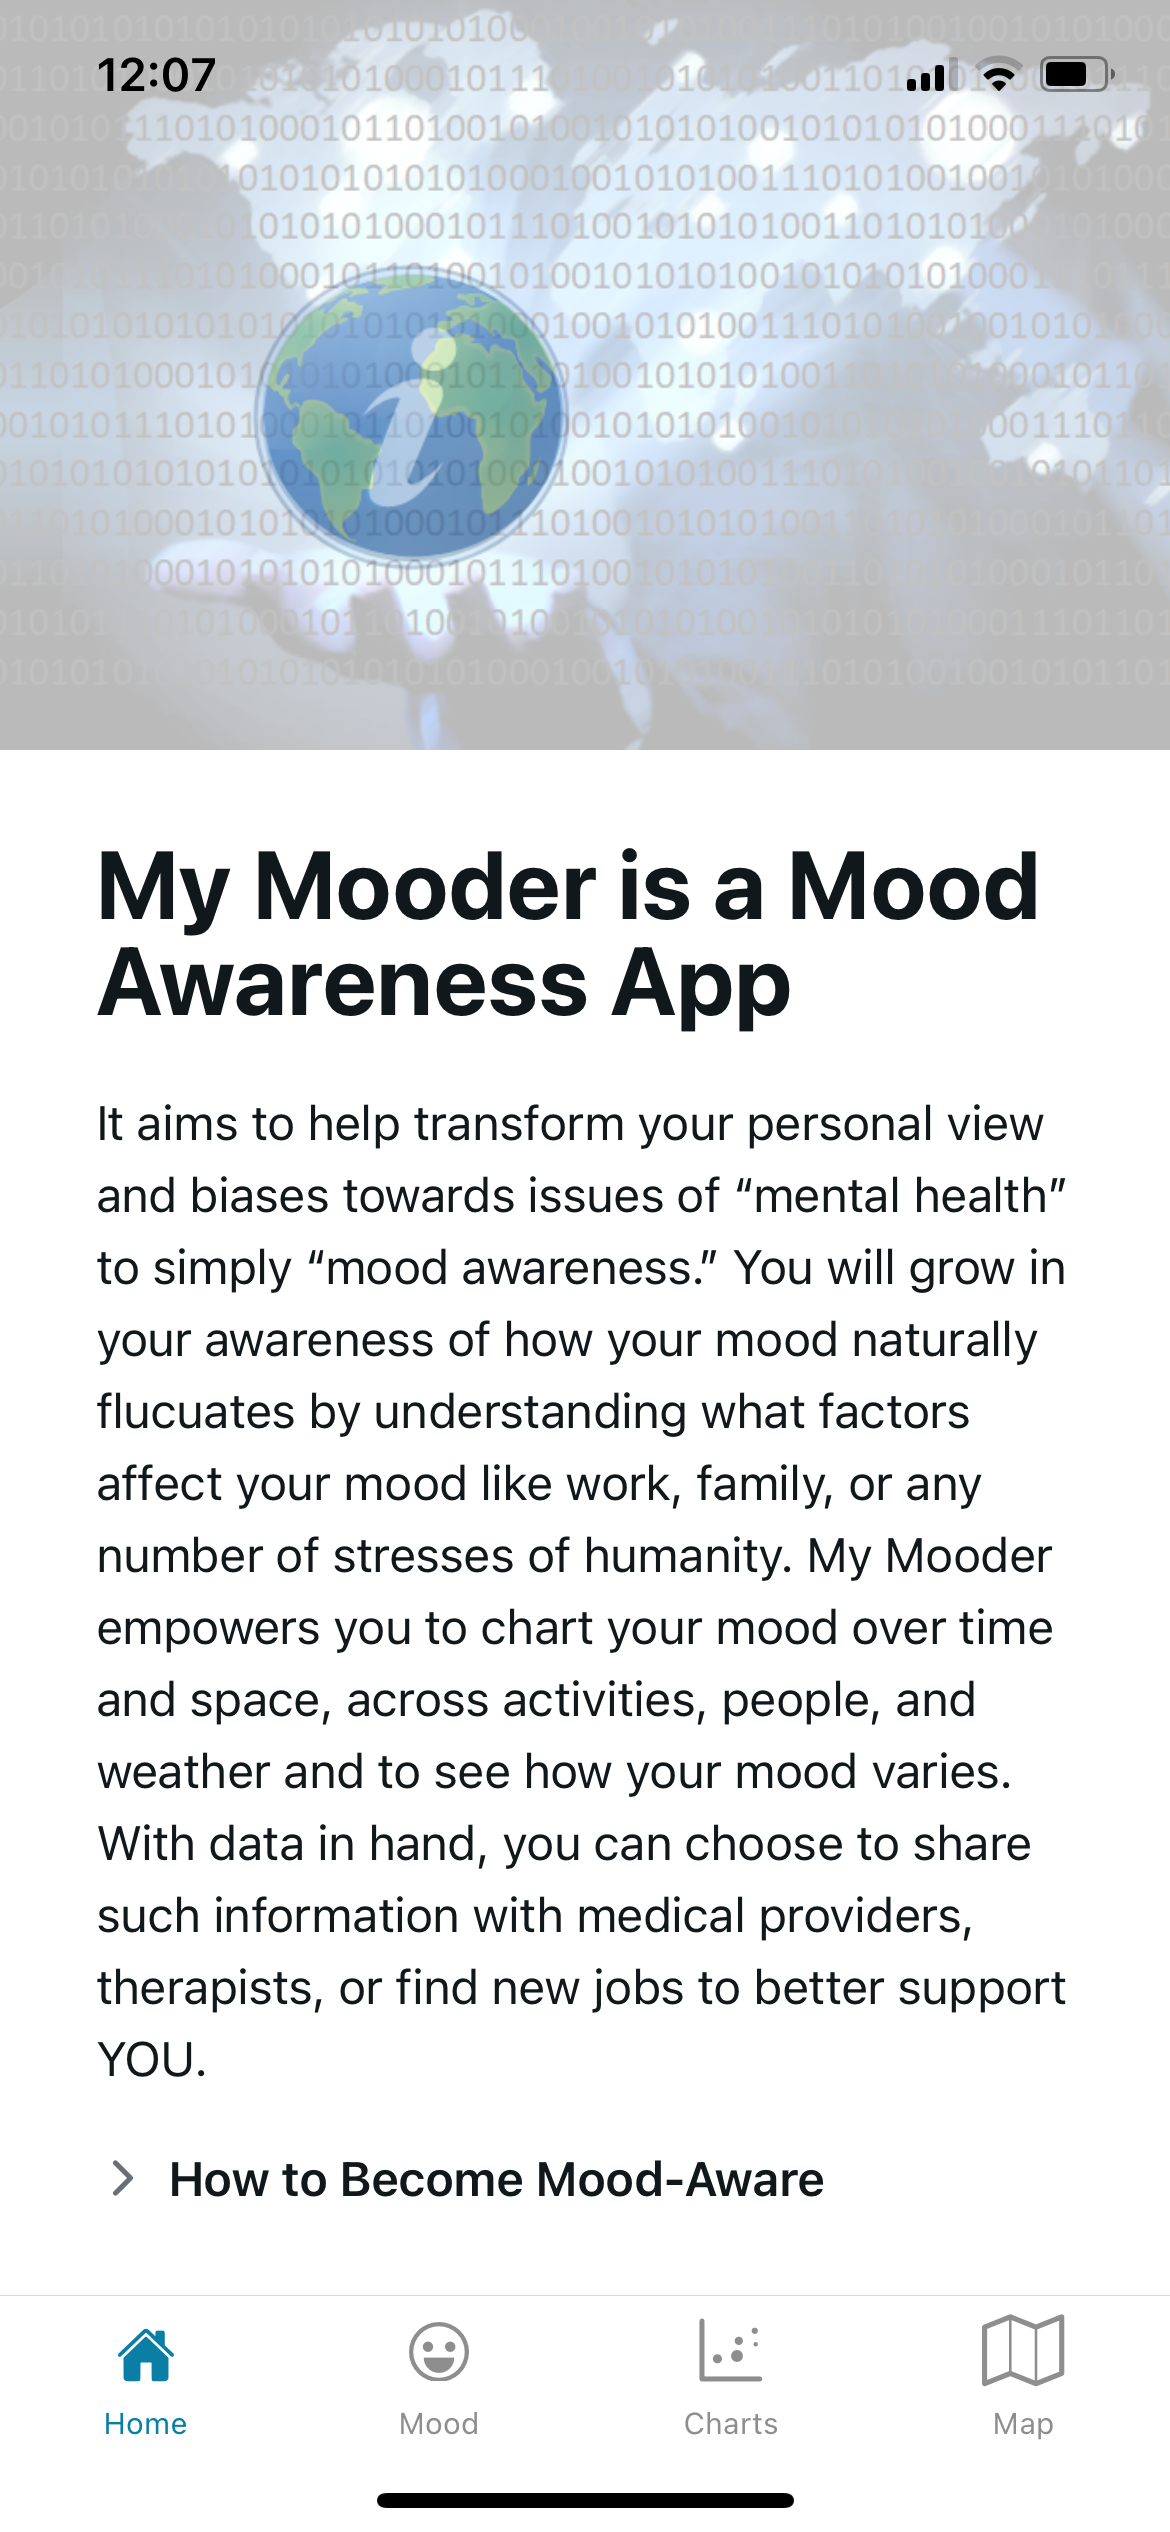 12:07
i
My Mooder is a Mood
Awareness App
It aims to help transform your personal view
and biases towards issues of “mental health”
to simply “mood awareness.” You will grow in
your awareness of how your mood naturally
flucuates by understanding what factors
affect your mood like work, family, or any
number of stresses of humanity. My Mooder
empowers you to chart your mood over time
and space, across activities, people, and
weather and to see how your mood varies.
With data in hand, you can choose to share
such information with medical providers,
therapists, or find new jobs to better support
YOU.
How to Become Mood-Aware
Home
Mood
Charts
Map